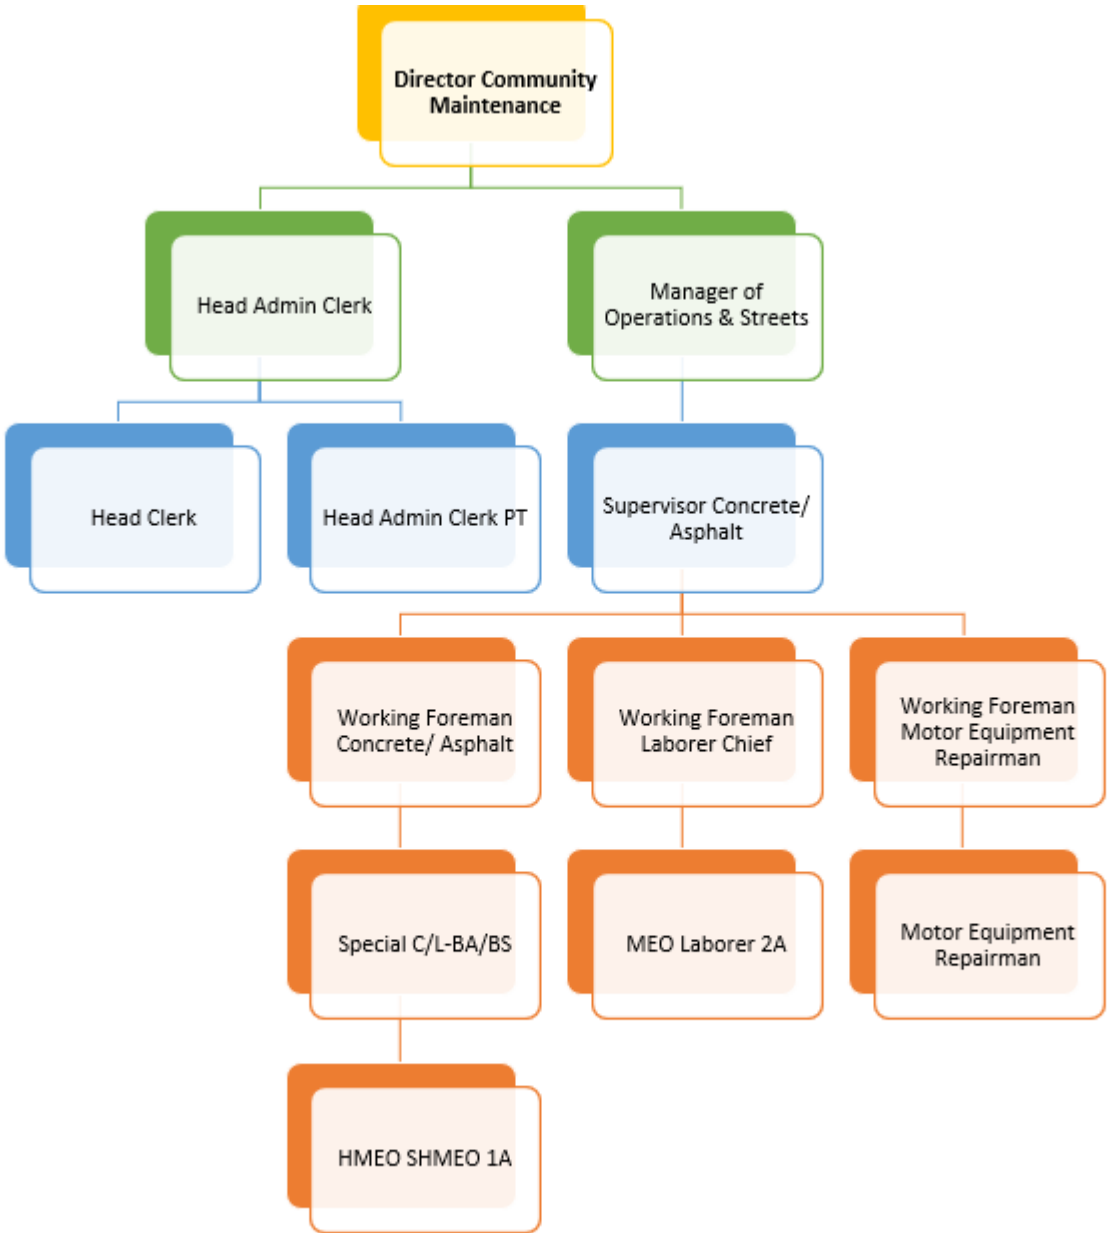 Director Community
Maintenance
Head Admin Clerk
Manager of
Operations & Streets
Head Clerk
Head Admin Clerk PT
Supervisor Concrete/
Asphalt
Working Foreman
Concrete/ Asphalt
Working Foreman
Laborer Chief
Working Foreman
Motor Equipment
Repairman
Special C/L-BA/BS
MEO Laborer 2A
Motor Equipment
Repairman
HMEO SHMEO 1A